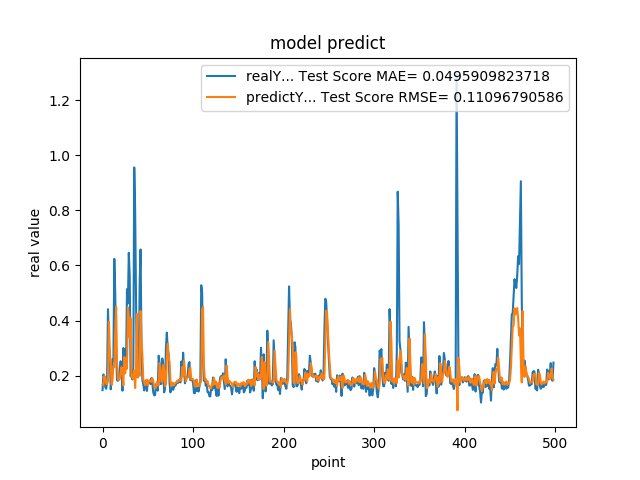 model predict
realY... Test Score MAE= 0.0495909823718
predictY... Test Score RMSE= 0.11096790586
1.2
1.0
0.8
0.6
0.4
0.2
real value
0 100 200 300 400 500
point